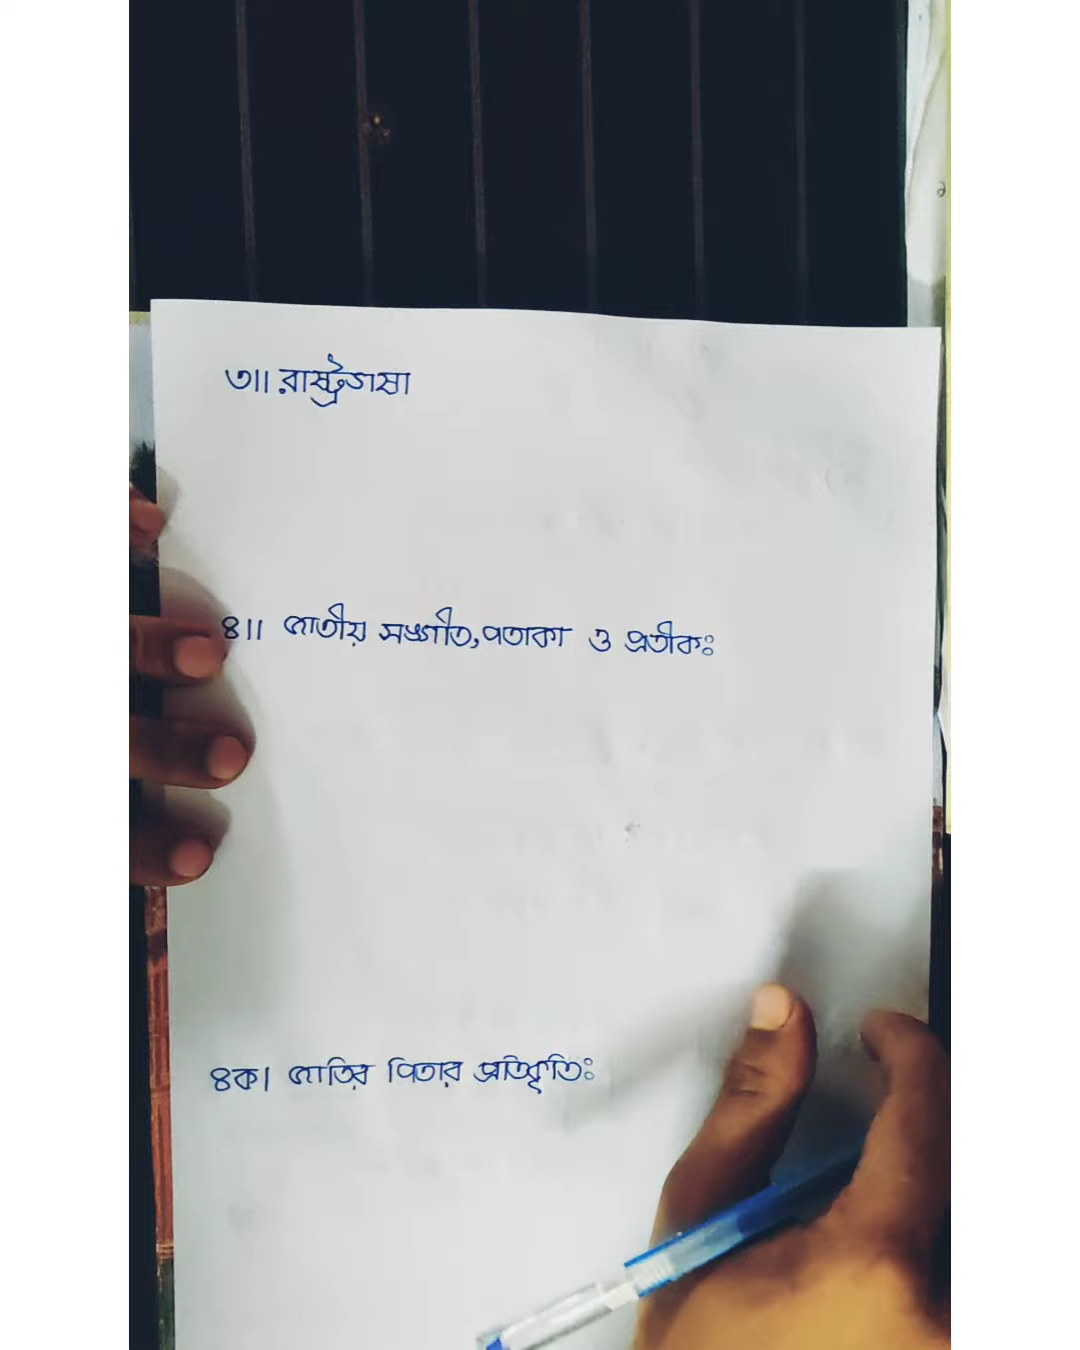 ৩।। রাষ্ট্রভাষা
৪।। জাতীয় সঙ্গীত, পতাকা ও প্রতীকঃ
৪ক। জাতির পিতার প্রতিকৃতিঃ